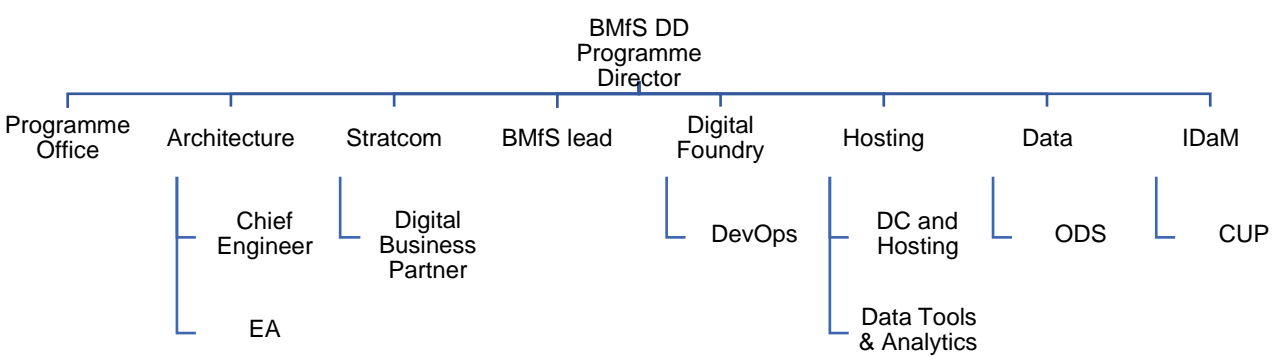 BMfS DD
Programme
Director
Programme
Office
Architecture
Stratcom
BMfS lead
Digital
Foundry
Hosting
Data
IDaM
Chief
Engineer
EA
Digital
Business
Partner
DevOps
DC and
Hosting
Data Tools
& Analytics
ODS
CUP